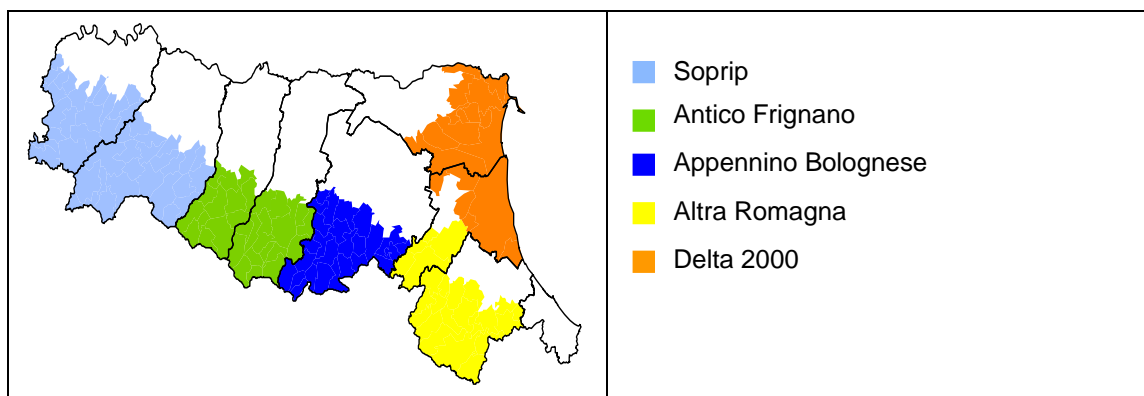 Soprip
Antico Frignano
Appennino Bolognese
Altra Romagna
Delta 2000